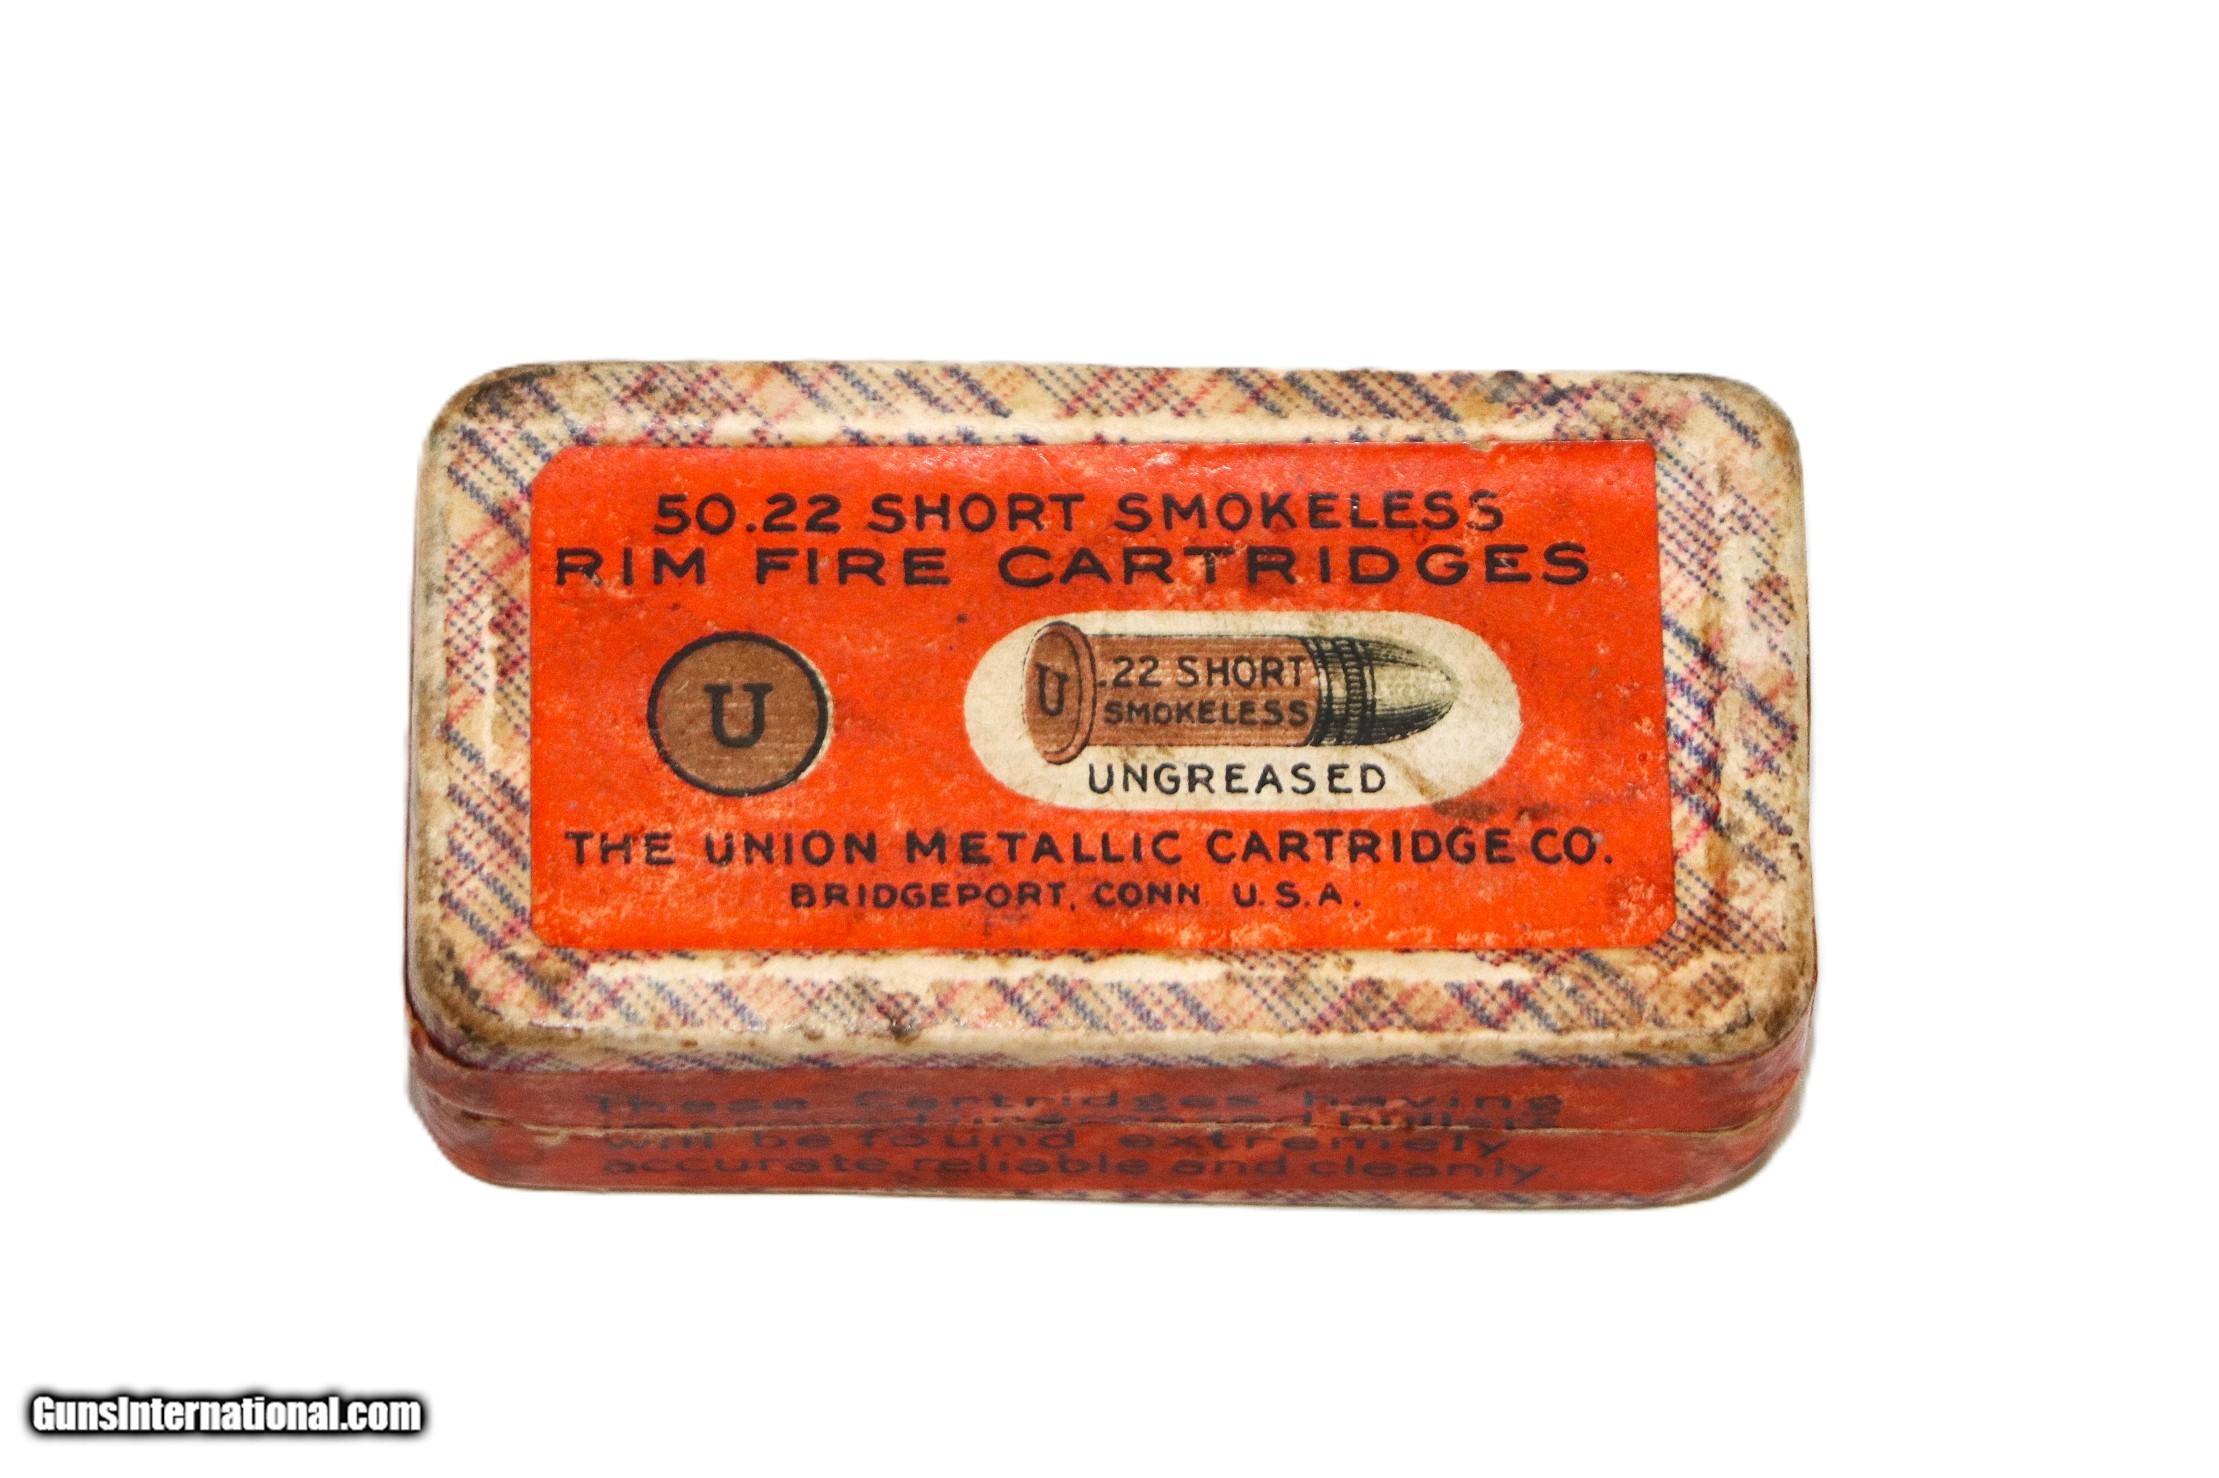 50 .22 SHORT SMOKELESS
RIM FIRE CARTRIDGES
U
U
.22 SHORT
SMOKELESS
UNGREASED
THE UNION METALLIC CARTRIDGE CO.
BRIDGEPORT, CONN. U.S.A.
These Cartridges having
will be found extremely
accurate, reliable and cleanly
GunsInternational.com